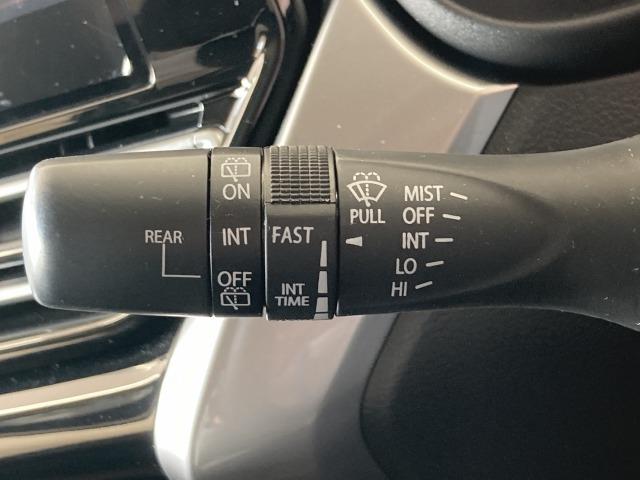 REAR
ON
INT
OFF
FAST
INT
TIME
PULL
MIST
OFF
INT
LO
HI